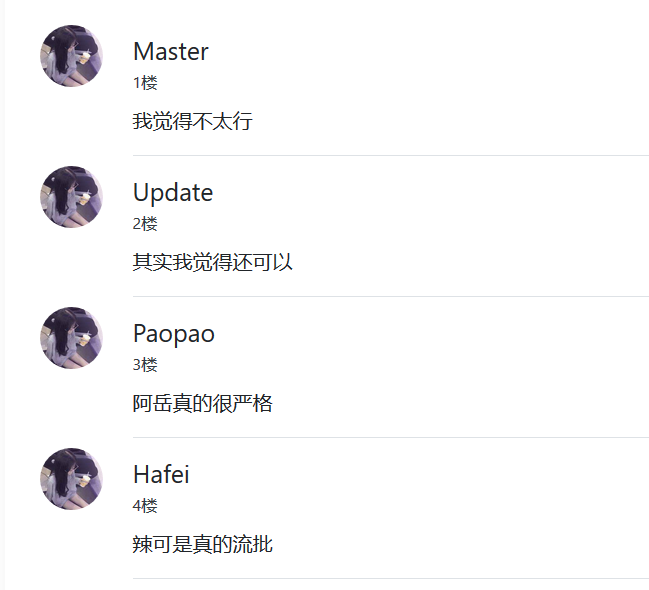 Master
1楼
我觉得不太行
Update
2楼
其实我觉得还可以
Paopao
3楼
阿岳真的很严格
Hafei
4楼
辣可是真的流批